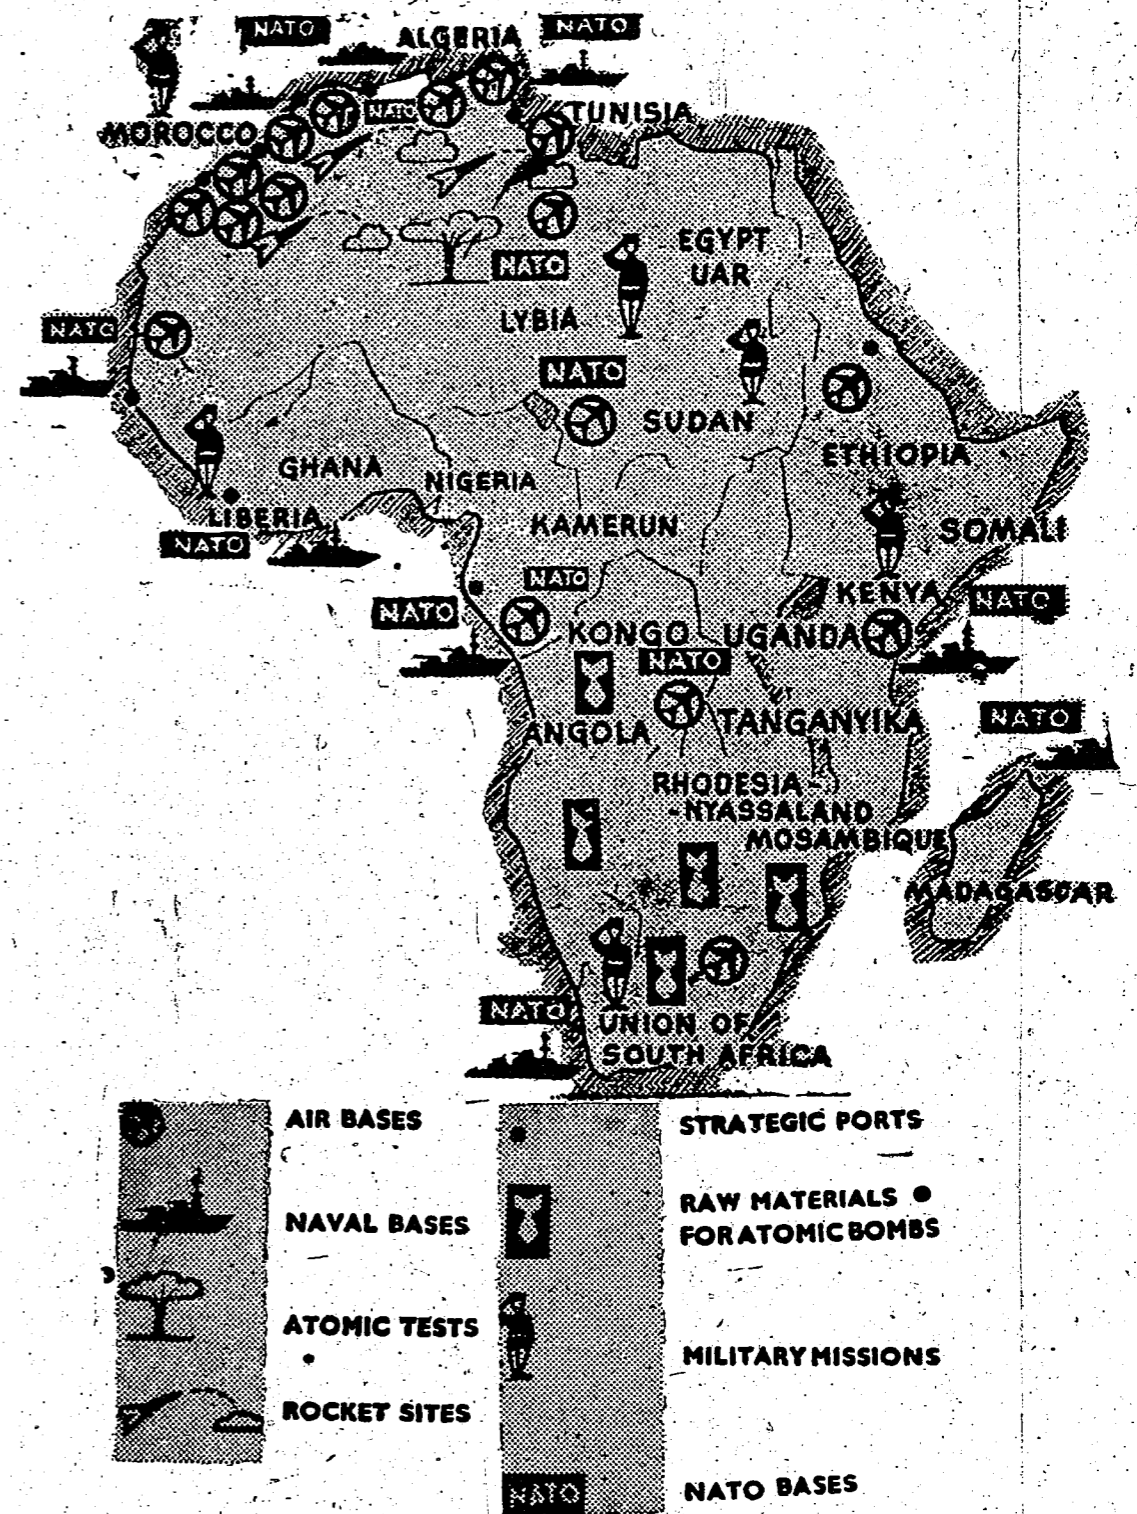 NATO
NATO
ALGERIA
NATO
MOROCCO
TUNISIA
EGYPT
UAR
NATO
LYBIA
NATO
NATO
SUDAN
ETHIOPIA
GHANA
NIGERIA
LIBERIA
KAMERUN
SOMALI
NATO
NATO
KENYA
NATO
NATO
KONGO
UGANDA
NATO
NATO
ANGOLA
TANGANYIKA
RHODESIA-
-NYASSALAND
MOSAMBIQUE
MADAGASCAR
NATO
UNION OF
SOUTH AFRICA
AIR BASES
NAVAL BASES
ATOMIC TESTS
ROCKET SITES
STRATEGIC PORTS
RAW MATERIALS
FOR ATOMIC BOMBS
MILITARY MISSIONS
NATO
NATO BASES